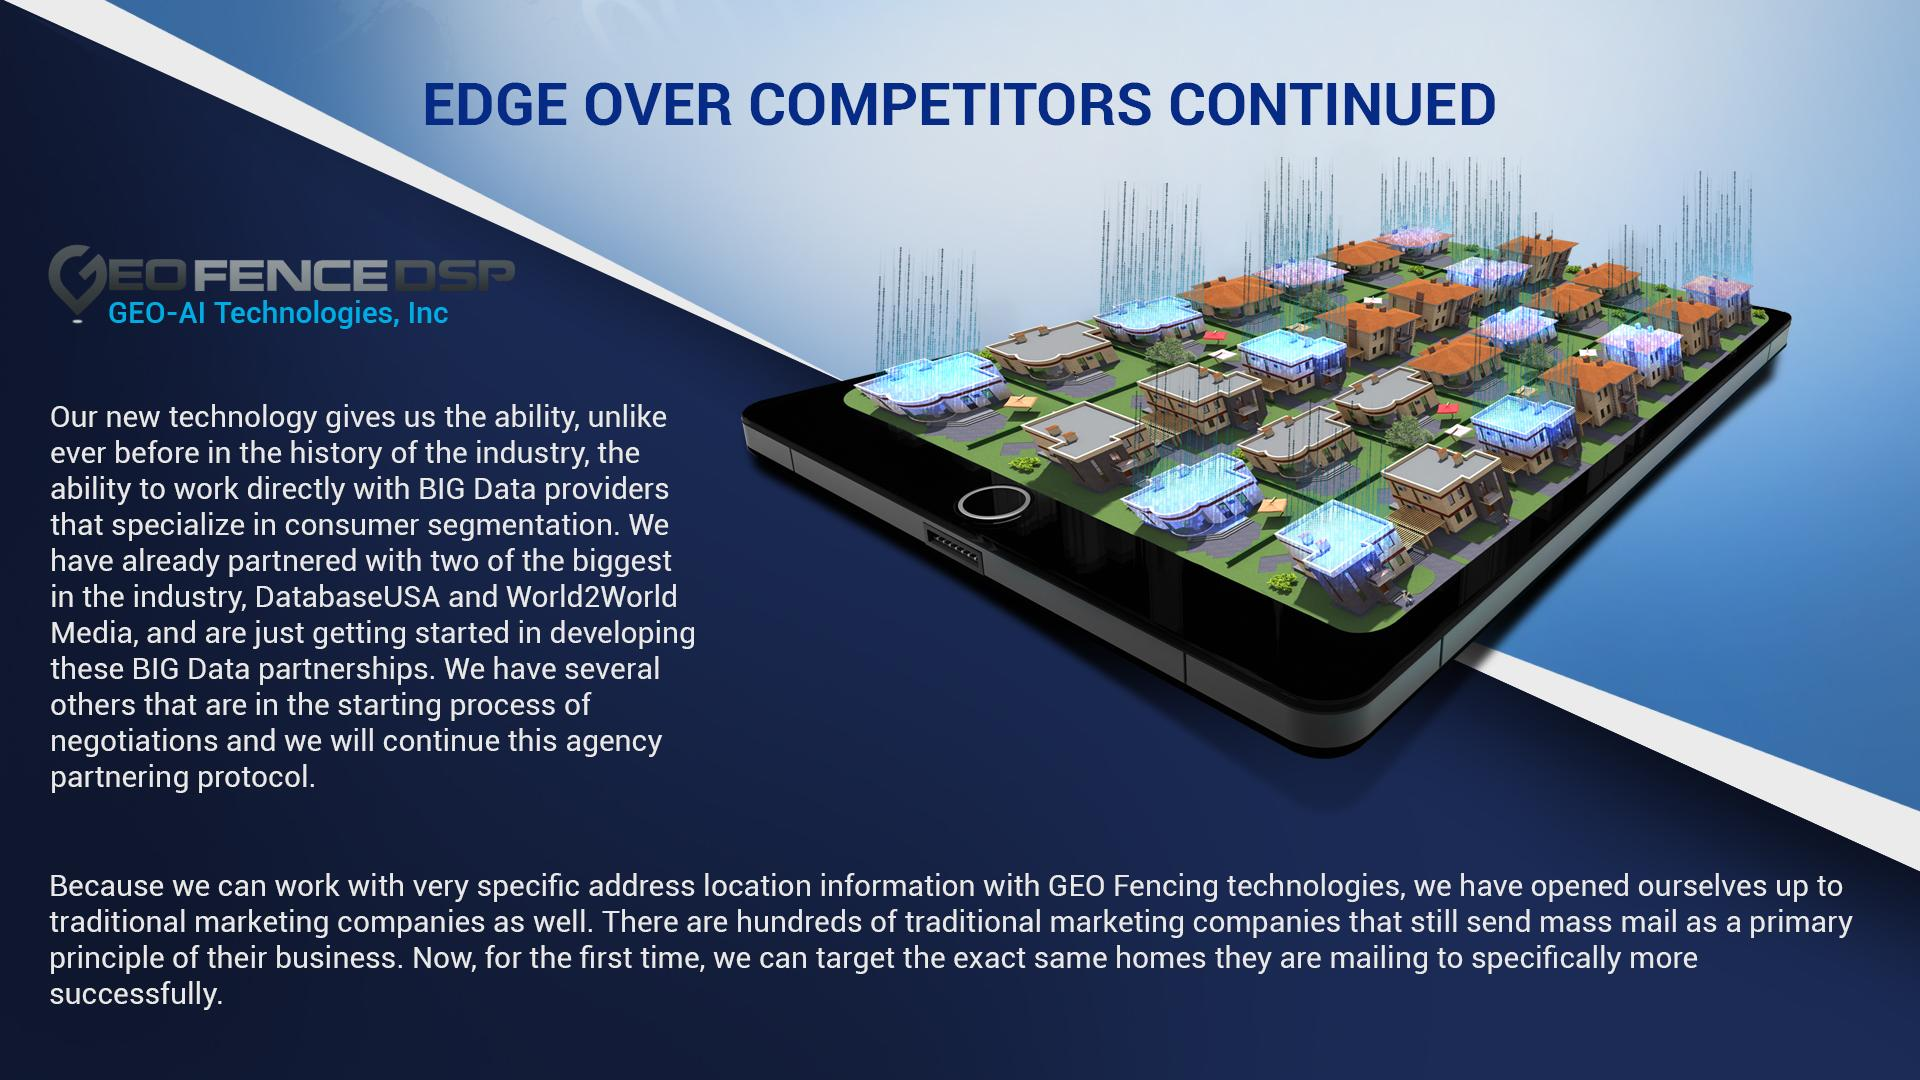 EDGE OVER COMPETITORS CONTINUED
GEOFENCEDSP
GEO-AI Technologies, Inc
Our new technology gives us the ability, unlike
ever before in the history of the industry, the
ability to work directly with BIG Data providers
that specialize in consumer segmentation. We
have already partnered with two of the biggest
in the industry, DatabaseUSA and World2World
Media, and are just getting started in developing
these BIG Data partnerships. We have several
others that are in the starting process of
negotiations and we will continue this agency
partnering protocol.
Because we can work with very specific address location information with GEO Fencing technologies, we have opened ourselves up to
traditional marketing companies as well. There are hundreds of traditional marketing companies that still send mass mail as a primary
principle of their business. Now, for the first time, we can target the exact same homes they are mailing to specifically more
successfully.